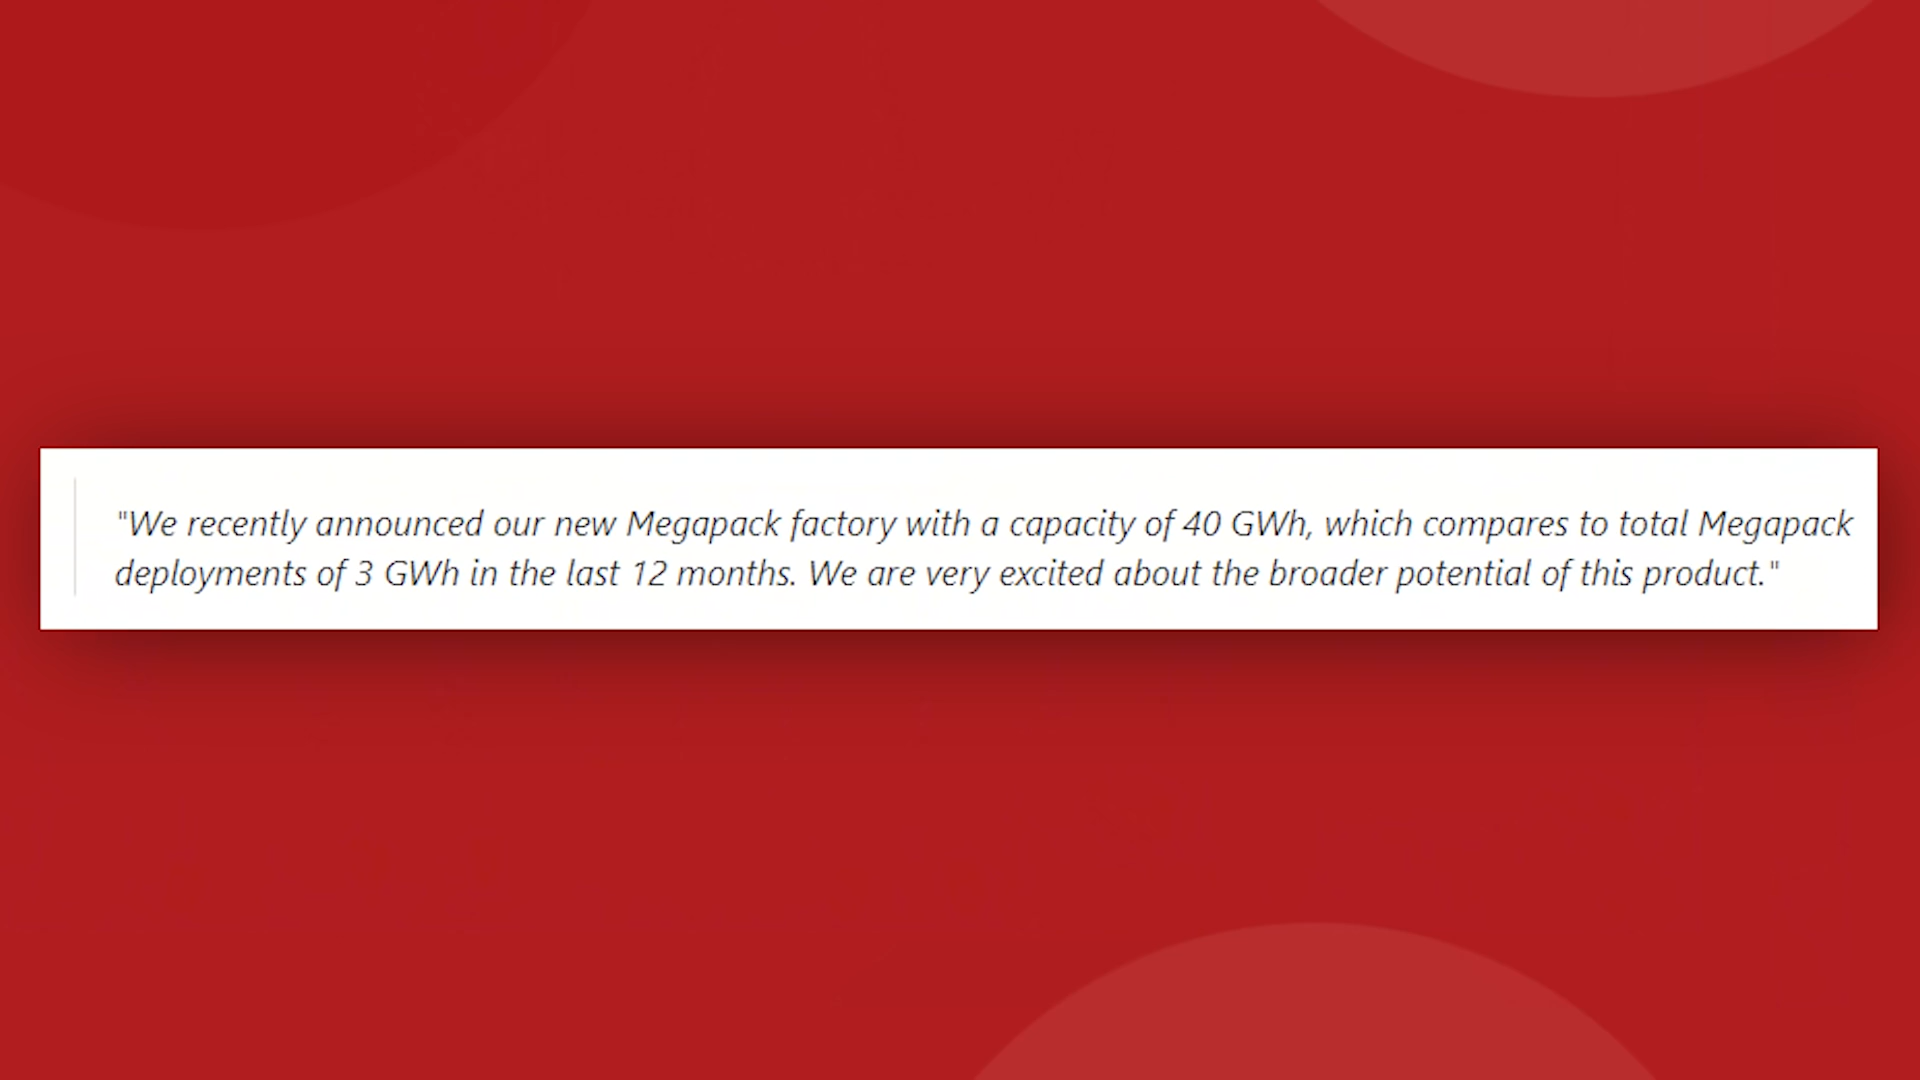 "We recently announced our new Megapack factory with a capacity of 40 GWh, which compares to total Megapack
deployments of 3 GWh in the last 12 months. We are very excited about the broader potential of this product."